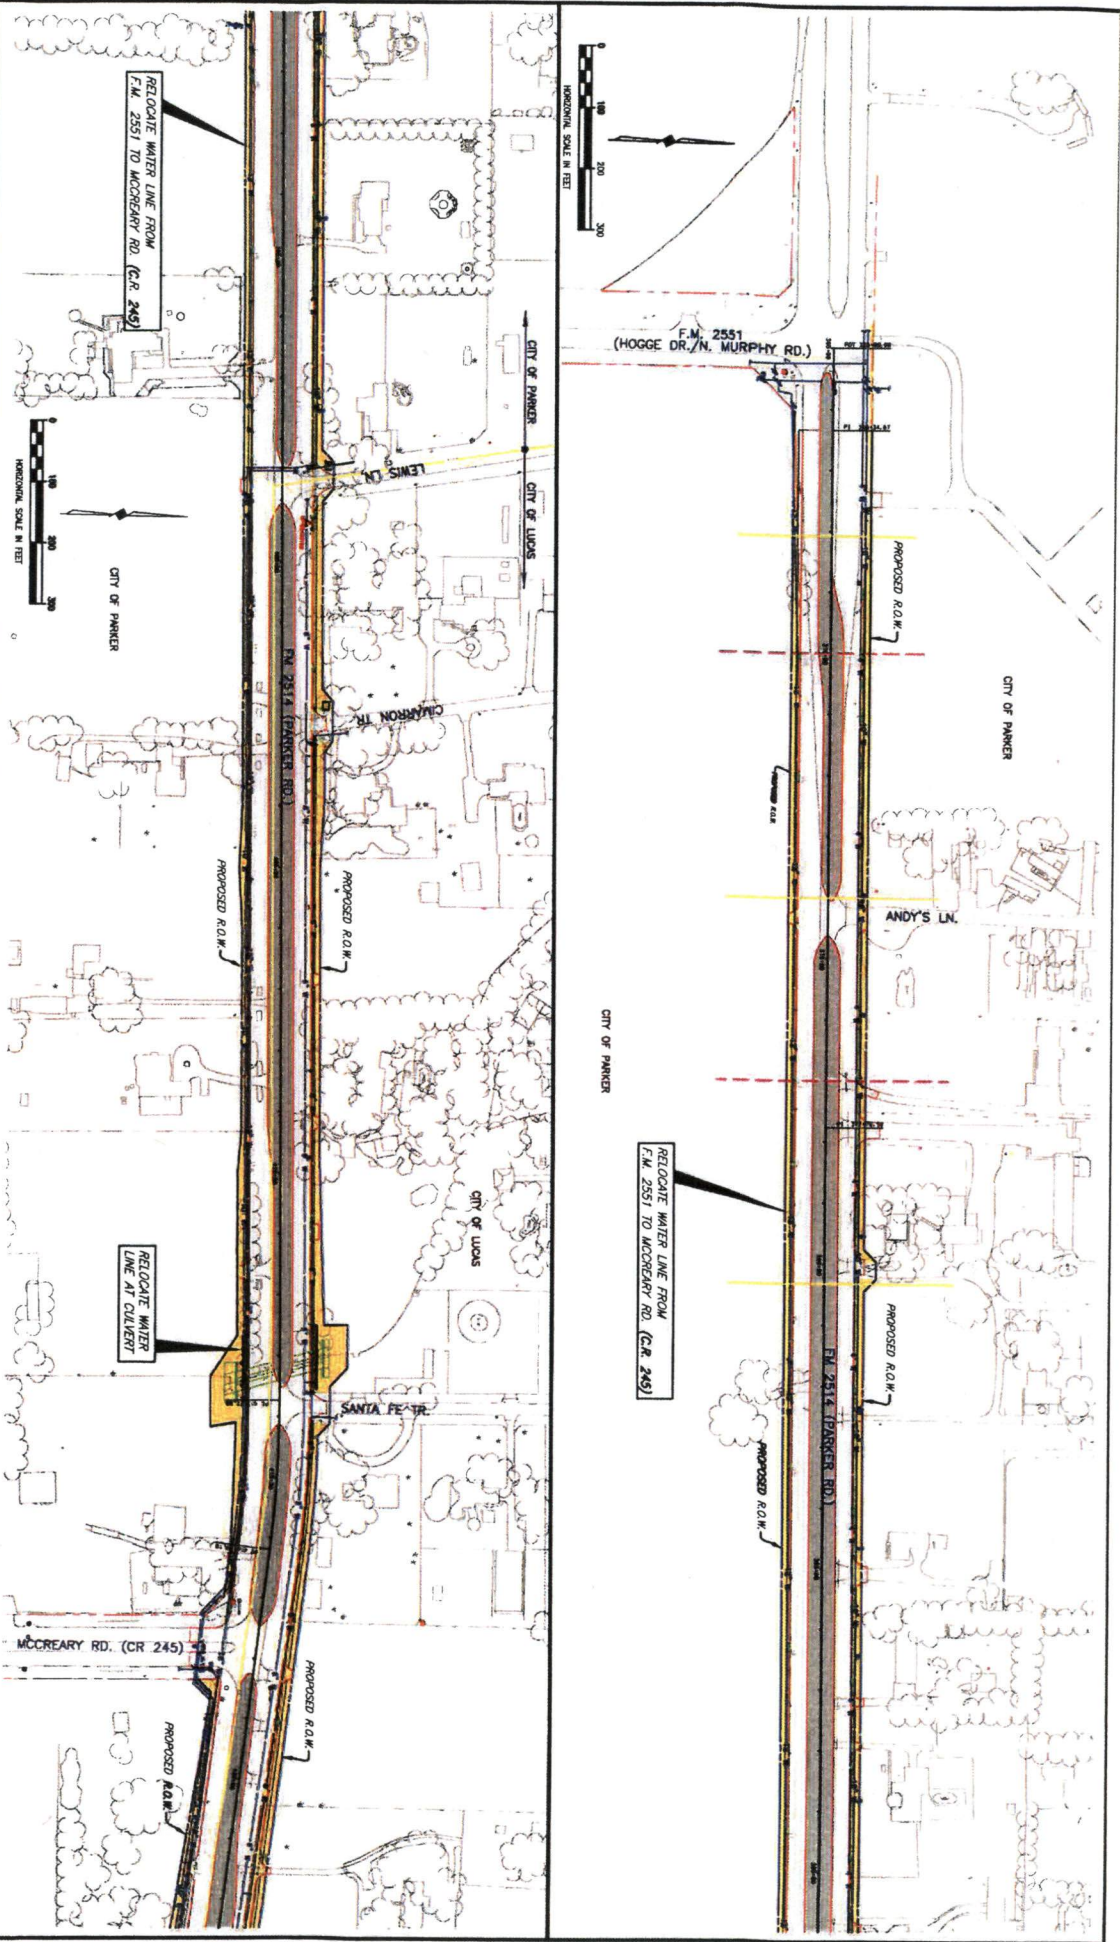 0 100 200 300
HORIZONTAL SCALE IN FEET
F.M. 2551
(HOGGE DR./N. MURPHY RD.)
PROPOSED R.O.W.
CITY OF PARKER
PROPOSED R.O.W.
ANDY'S LN.
CITY OF PARKER
RELOCATE WATER LINE FROM
F.M. 2551 TO MCCREARY RD. (C.R. 245)
PROPOSED R.O.W.
FM 2514 (PARKER RD.)
PROPOSED R.O.W.
RELOCATE WATER LINE FROM
F.M. 2551 TO MCCREARY RD. (C.R. 245)
CITY OF PARKER
CITY OF LUCAS
LEWIS LN.
0 100 200 300
HORIZONTAL SCALE IN FEET
CITY OF PARKER
FM 2514 (PARKER RD.)
CIMARRON TR.
PROPOSED R.O.W.
PROPOSED R.O.W.
CITY OF LUCAS
RELOCATE WATER
LINE AT CULVERT
SANTA FE TR.
MCCREARY RD. (CR 245)
PROPOSED R.O.W.
PROPOSED R.O.W.